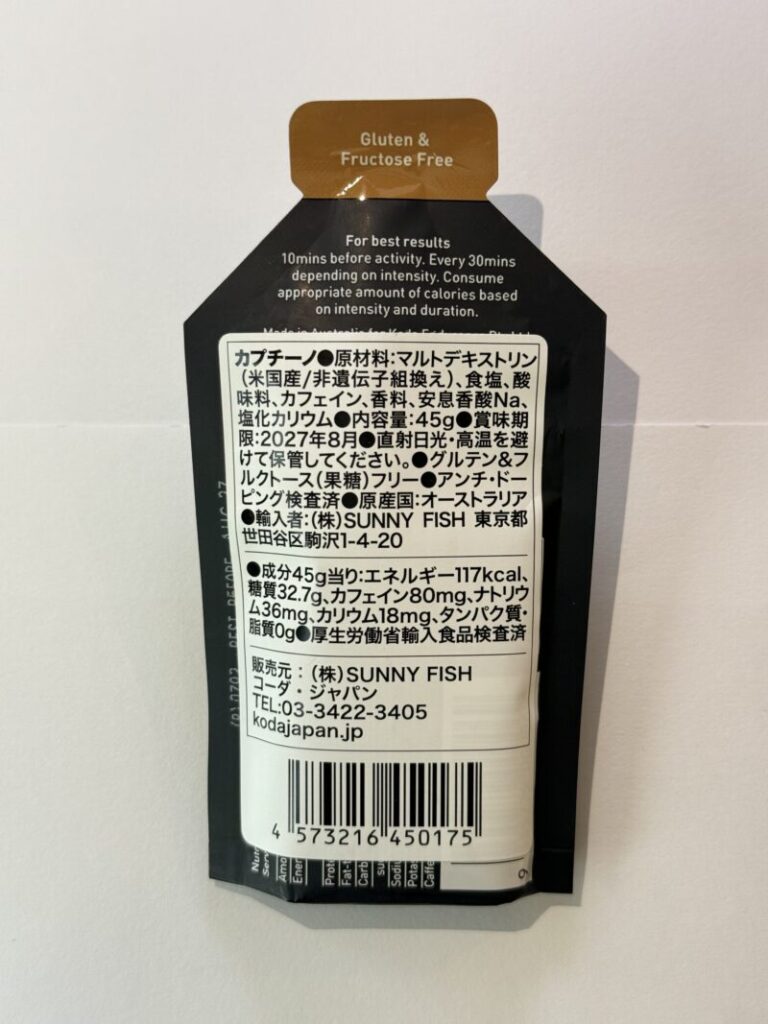 Gluten &
Fructose Free
For best results
10mins before activity. Every 30mins
depending on intensity. Consume
appropriate amount of calories based
on intensity and duration.
Made in Australia for Koda
カプチーノ●原材料:マルトデキストリン
(米国産/非遺伝子組換え)、食塩、酸
味料、カフェイン、香料、安息香酸Na、
塩化カリウム●内容量:45g●賞味期
限:2027年8月●直射日光・高温を避
けて保管してください。●グルテン&フ
ルクトース(果糖)フリー●アンチ・ドー
ピング検査済●原産国:オーストラリア
●輸入者:(株)SUNNY FISH 東京都
世田谷区駒沢1-4-20
●成分45g当り:エネルギー117kcal、
糖質32.7g、カフェイン80mg、ナトリウ
ム36mg、カリウム18mg、タンパク質・
脂質0g●厚生労働省輸入食品検査済
販売元:(株)SUNNY FISH
コーダ・ジャパン
TEL:03-3422-3405
kodajapan.jp
4 573216 450175
BEST BEFORE AUG 27